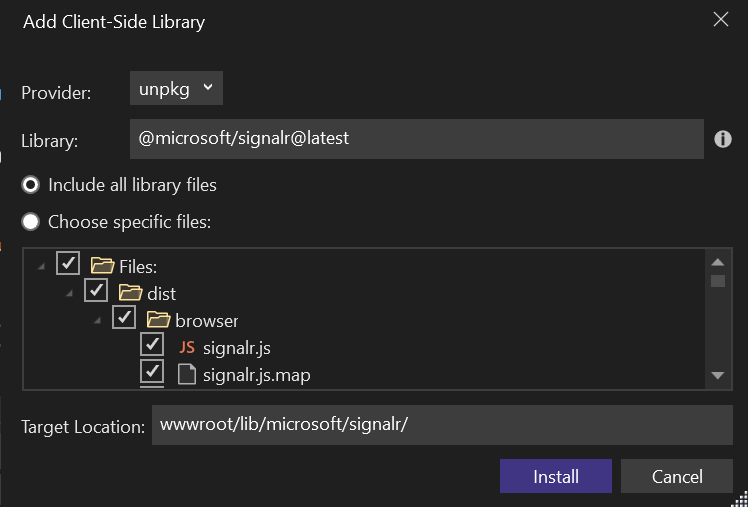 Add Client-Side Library
Provider: unpkg
Library: @microsoft/signalr@latest
Include all library files
Choose specific files:
Files:
dist
browser
JS signalr.js
signalr.js.map
Target Location: wwwroot/lib/microsoft/signalr/
Install Cancel